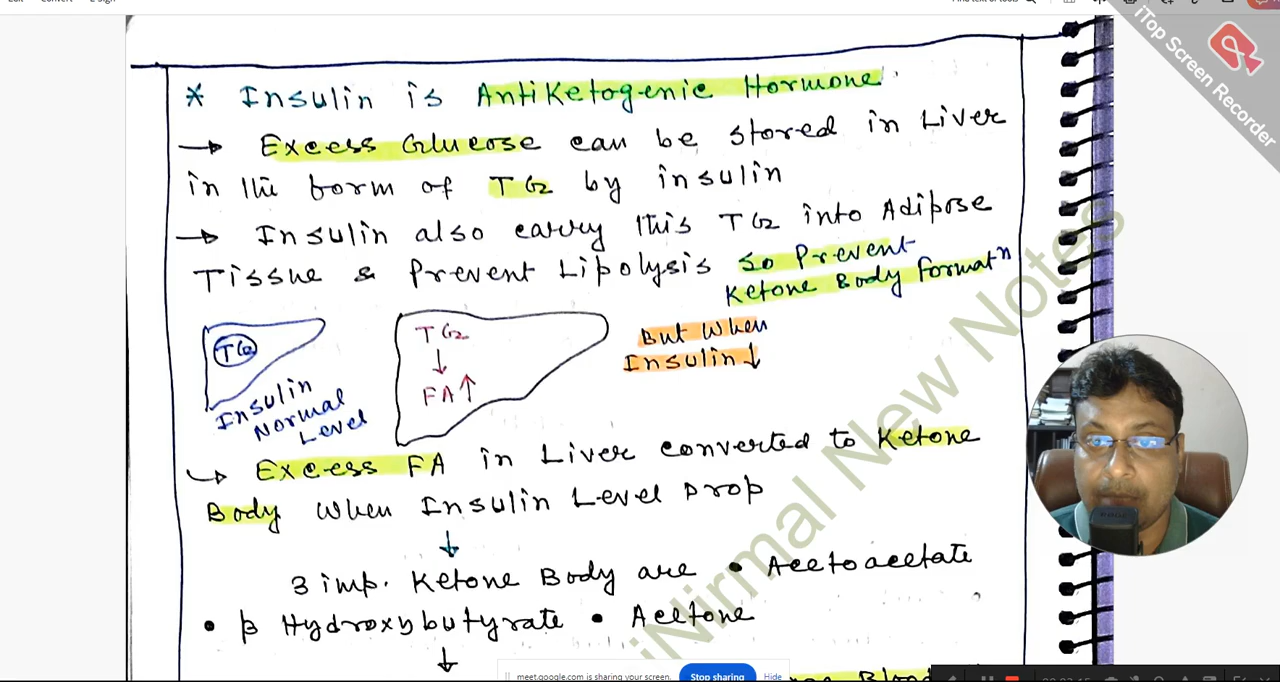 iTop Screen Recorder
* Insulin is AntiKetogenic Hormone
→ Excess Glucose can be stored in Liver
in the form of TG by insulin
→ Insulin also carry this TG into Adipose
Tissue & Prevent Lipolysis so Prevent
Ketone Body Formatn
TG
Insulin
Normal
Level
TG
↓
FA↑
But When
Insulin↓
↳ Excess FA in Liver converted to Ketone
Body When Insulin Level Drop
↓
3 imp. Ketone Body are • Acetoacetate
• β Hydroxybutyrate • Acetone
↓
Nirmal New Notes
meet.google.com is sharing your screen. Stop sharing Hide